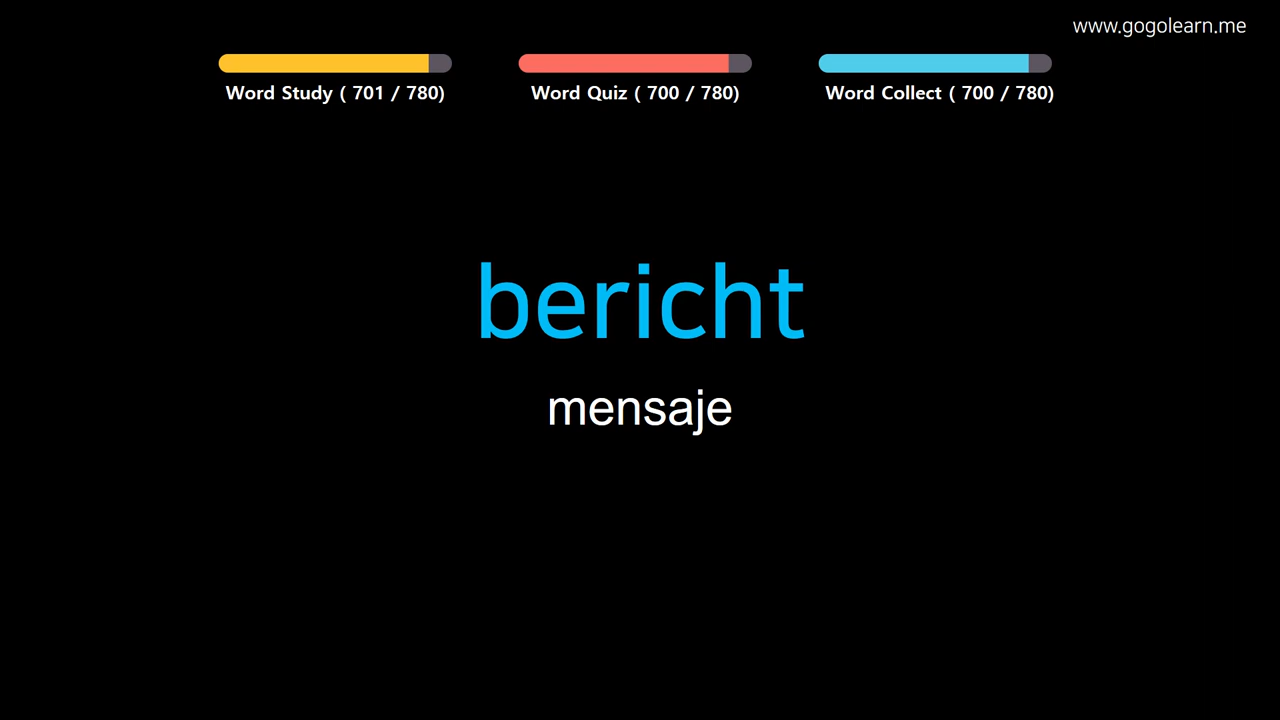 www.gogolearn.me
Word Study ( 701 / 780)
Word Quiz ( 700 / 780)
Word Collect ( 700 / 780)
bericht
mensaje